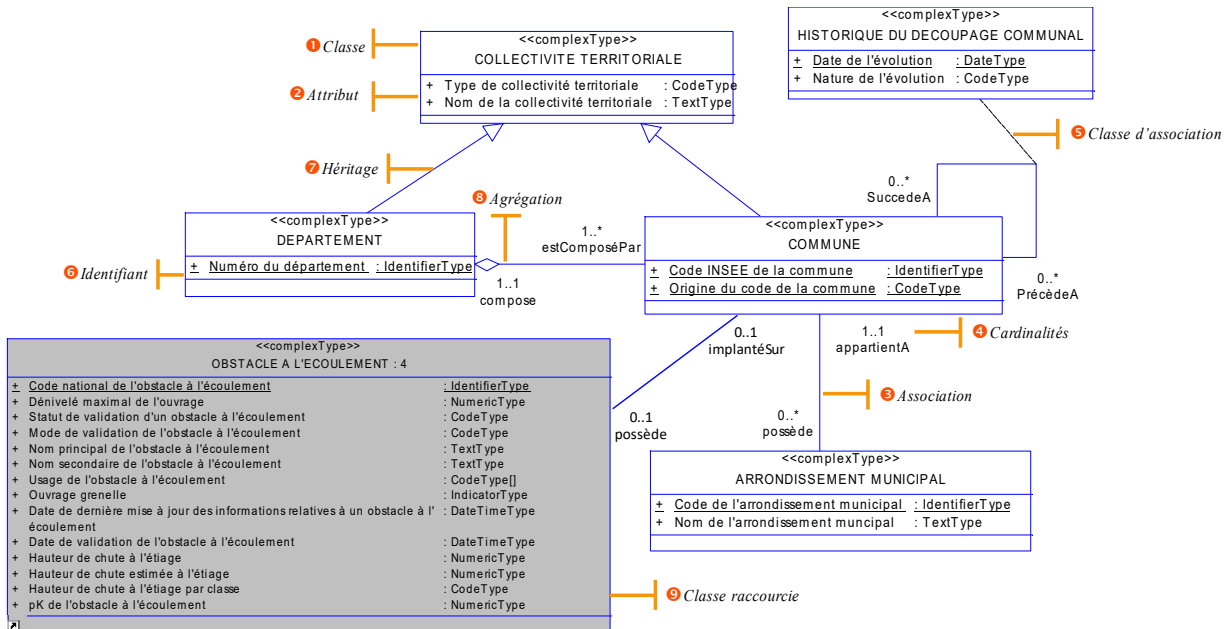 <<complexType>>
COLLECTIVITE TERRITORIALE
+ Type de collectivité territoriale : CodeType
+ Nom de la collectivité territoriale : TextType
<<complexType>>
HISTORIQUE DU DECOUPAGE COMMUNAL
+ Date de l'évolution : DateType
+ Nature de l'évolution : CodeType
❶ Classe
❷ Attribut
❺ Classe d'association
❼ Héritage
❽ Agrégation
0..*
SuccedeA
<<complexType>>
DEPARTEMENT
+ Numéro du département : IdentifierType
❻ Identifiant
1..*
estComposéPar
1..1
compose
<<complexType>>
COMMUNE
+ Code INSEE de la commune : IdentifierType
+ Origine du code de la commune : CodeType
0..*
PrécèdeA
0..1
implantéSur
1..1
appartientA
❹ Cardinalités
<<complexType>>
OBSTACLE A L'ECOULEMENT : 4
+ Code national de l'obstacle à l'écoulement : IdentifierType
+ Dénivelé maximal de l'ouvrage : NumericType
+ Statut de validation d'un obstacle à l'écoulement : CodeType
+ Mode de validation de l'obstacle à l'écoulement : CodeType
+ Nom principal de l'obstacle à l'écoulement : TextType
+ Nom secondaire de l'obstacle à l'écoulement : TextType
+ Usage de l'obstacle à l'écoulement : CodeType[]
+ Ouvrage grenelle : IndicatorType
+ Date de dernière mise à jour des informations relatives à un obstacle à l' : DateTimeType
écoulement
+ Date de validation de l'obstacle à l'écoulement : DateTimeType
+ Hauteur de chute à l'étiage : NumericType
+ Hauteur de chute estimée à l'étiage : NumericType
+ Hauteur de chute à l'étiage par classe : CodeType
+ pK de l'obstacle à l'écoulement : NumericType
0..1
possède
❸ Association
0..*
possède
<<complexType>>
ARRONDISSEMENT MUNICIPAL
+ Code de l'arrondissement municipal : IdentifierType
+ Nom de l'arrondissement muncipal : TextType
❾ Classe raccourcie